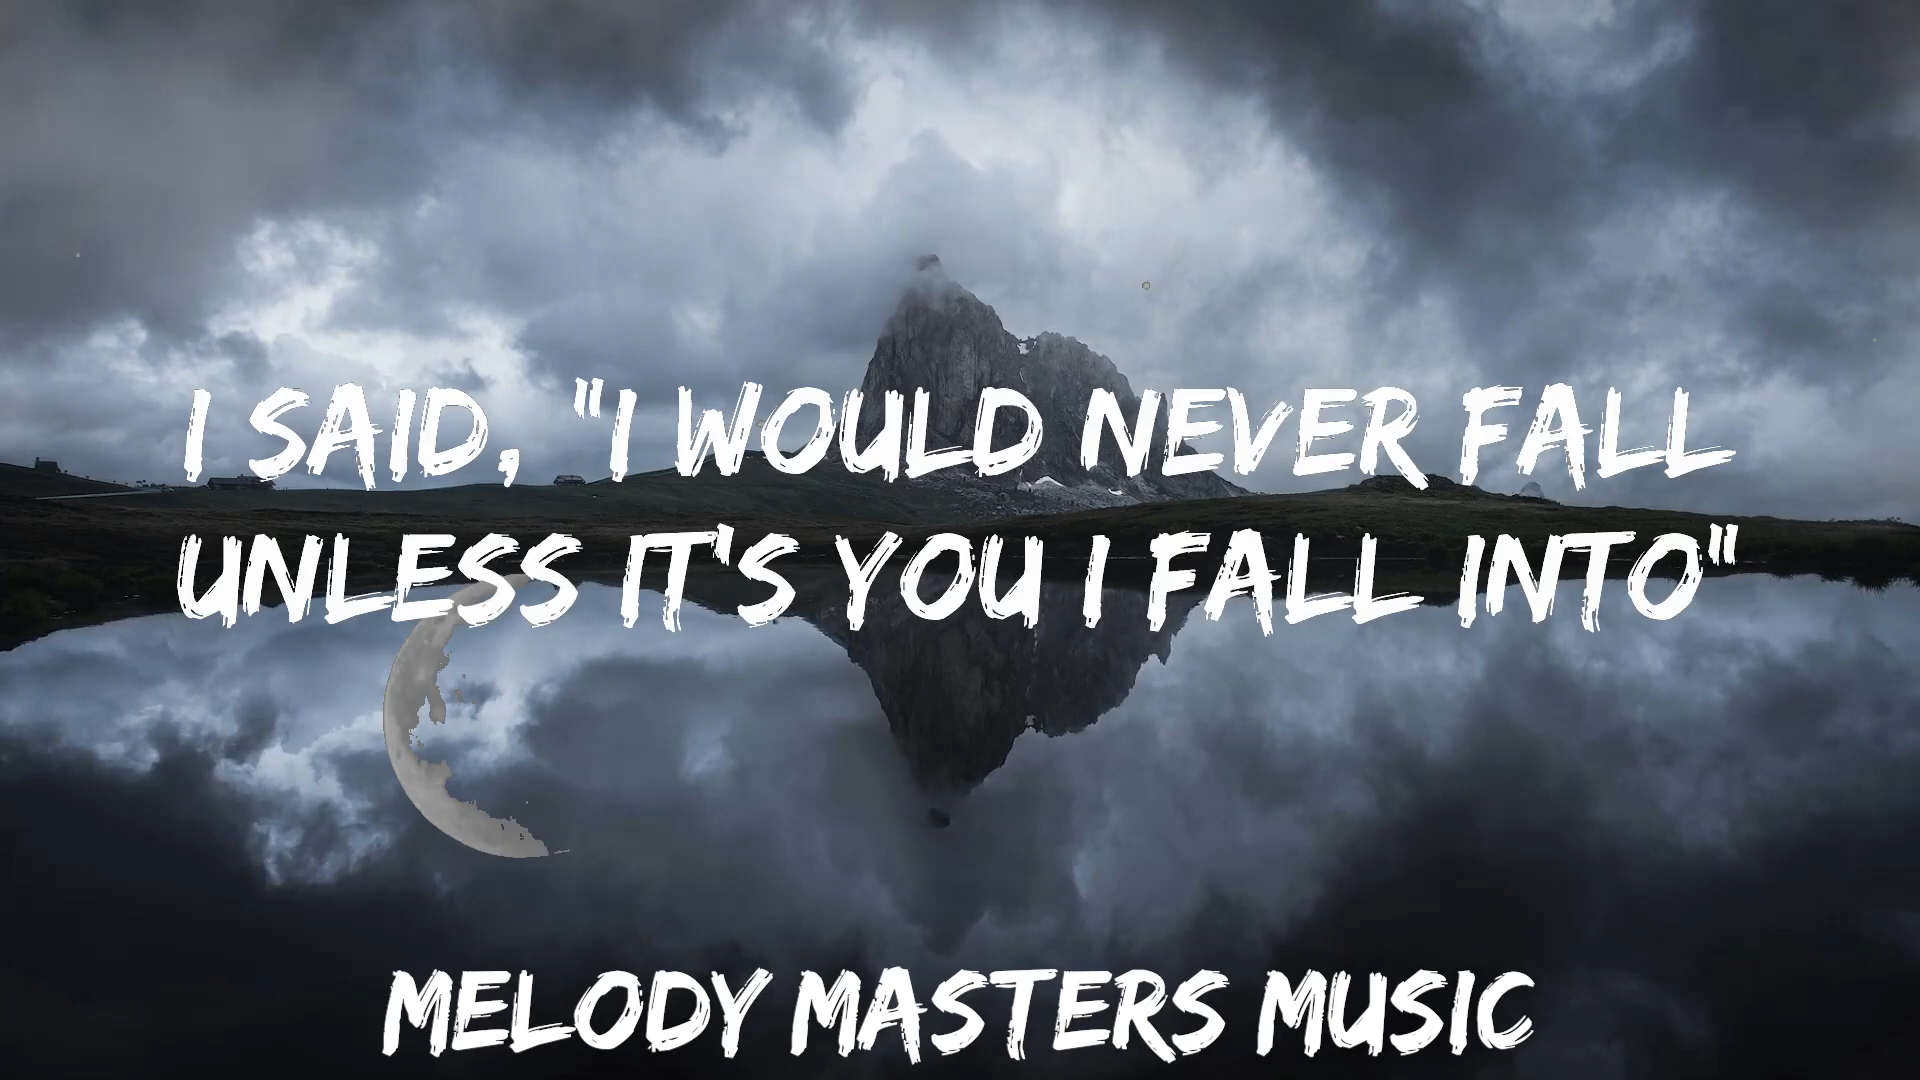 I SAID, "I WOULD NEVER FALL
UNLESS IT'S YOU I FALL INTO"
MELODY MASTERS MUSIC